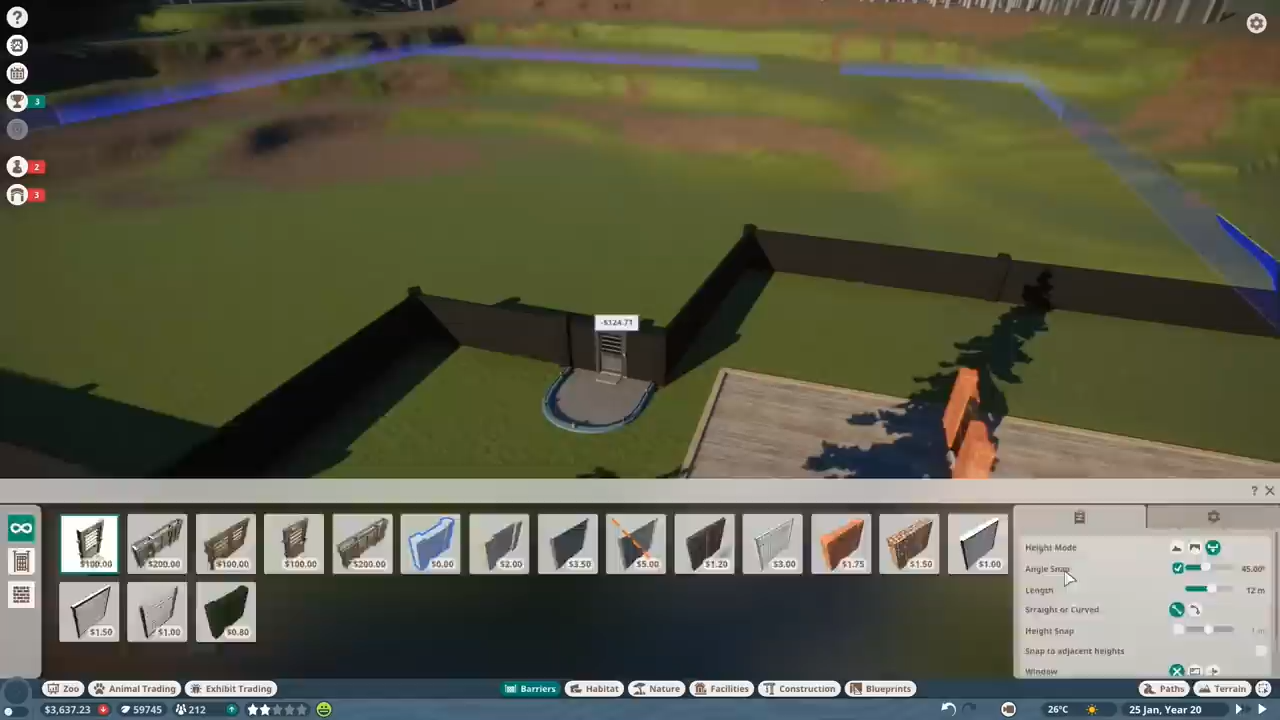 ?
3
2
3
-$124.71
? ×
$100.00 $200.00 $100.00 $100.00 $200.00 $0.00 $2.00 $3.50 $5.00 $1.20 $3.00 $1.75 $1.50 $1.00
$1.50 $1.00 $0.80
Height Mode
Angle Snap 45.00°
Length 12 m
Straight or Curved
Height Snap 1 m
Snap to adjacent heights
Window
Zoo Animal Trading Exhibit Trading Barriers Habitat Nature Facilities Construction Blueprints Paths Terrain
$3,637.23 59745 212 26°C 25 Jan, Year 20